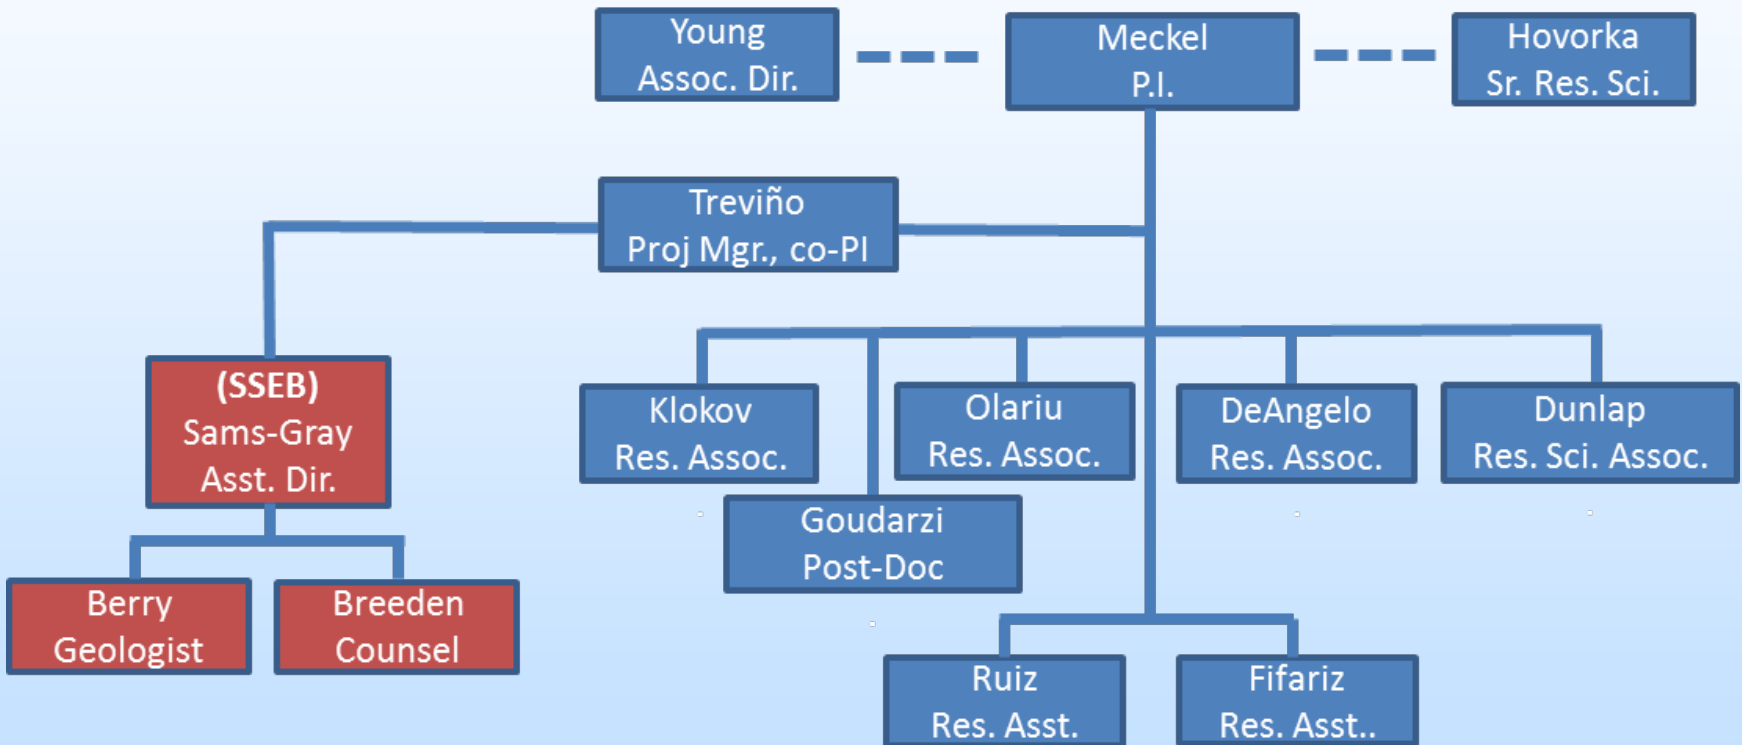 Young
Assoc. Dir.
Meckel
P.I.
Hovorka
Sr. Res. Sci.
Treviño
Proj Mgr., co-PI
(SSEB)
Sams-Gray
Asst. Dir.
Klokov
Res. Assoc.
Olariu
Res. Assoc.
DeAngelo
Res. Assoc.
Dunlap
Res. Sci. Assoc.
Goudarzi
Post-Doc
Berry
Geologist
Breeden
Counsel
Ruiz
Res. Asst.
Fifariz
Res. Asst..